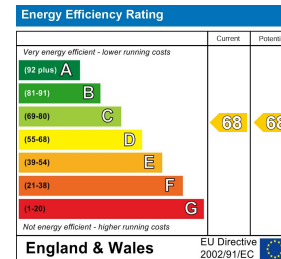 Energy Efficiency Rating
Current
Potenti
Very energy efficient - lower running costs
(92 plus) A
(81-91) B
(69-80) C
68
68
(55-68) D
(39-54) E
(21-38) F
(1-20) G
Not energy efficient - higher running costs
England & Wales
EU Directive
2002/91/EC